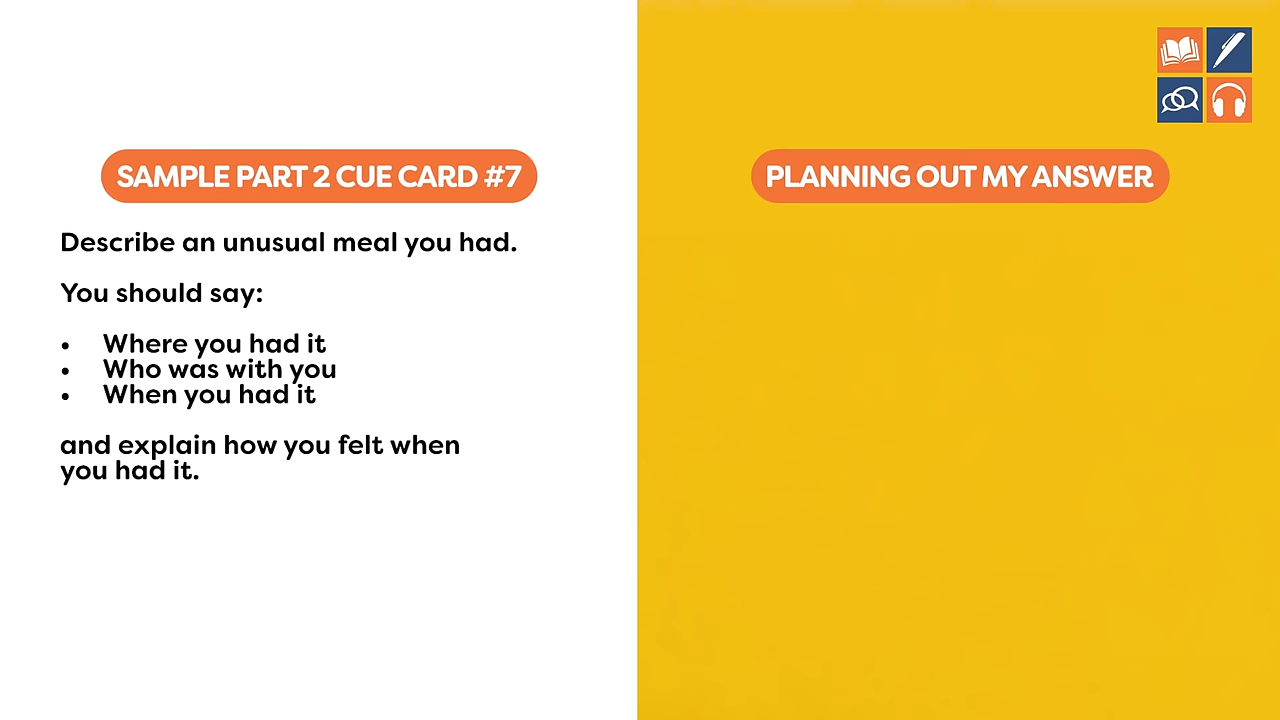 SAMPLE PART 2 CUE CARD #7
Describe an unusual meal you had.
You should say:
• Where you had it
• Who was with you
• When you had it
and explain how you felt when
you had it.
PLANNING OUT MY ANSWER